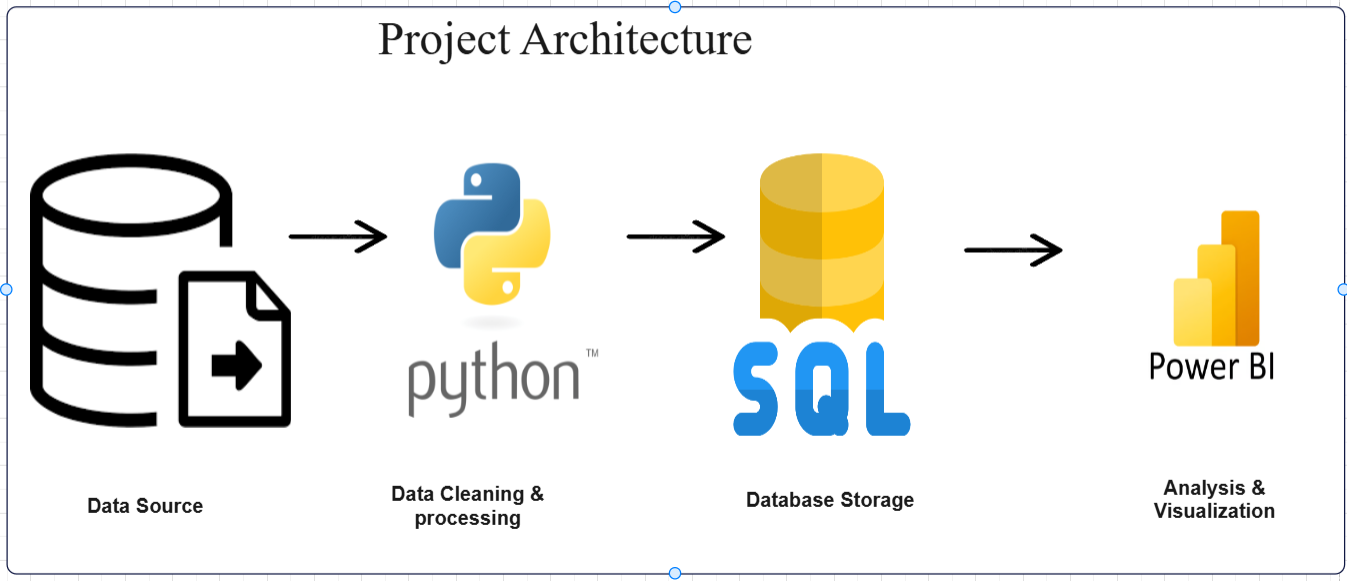 Project Architecture
python™
SQL
Power BI
Data Source
Data Cleaning &
processing
Database Storage
Analysis &
Visualization